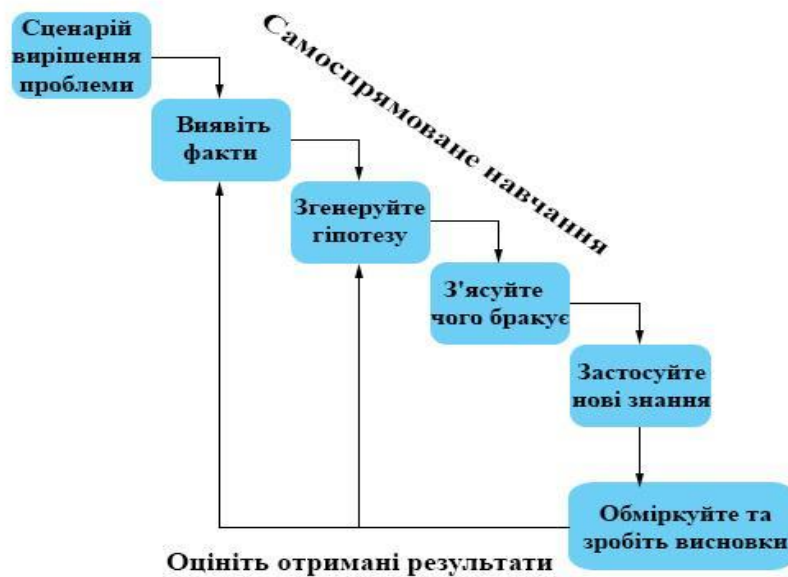 Сценарій
вирішення
проблеми
Самоспрямоване навчання
Виявіть
факти
Згенеруйте
гіпотезу
З'ясуйте
чого бракує
Застосуйте
нові знання
Обміркуйте та
зробіть висновки
Оцініть отримані результати